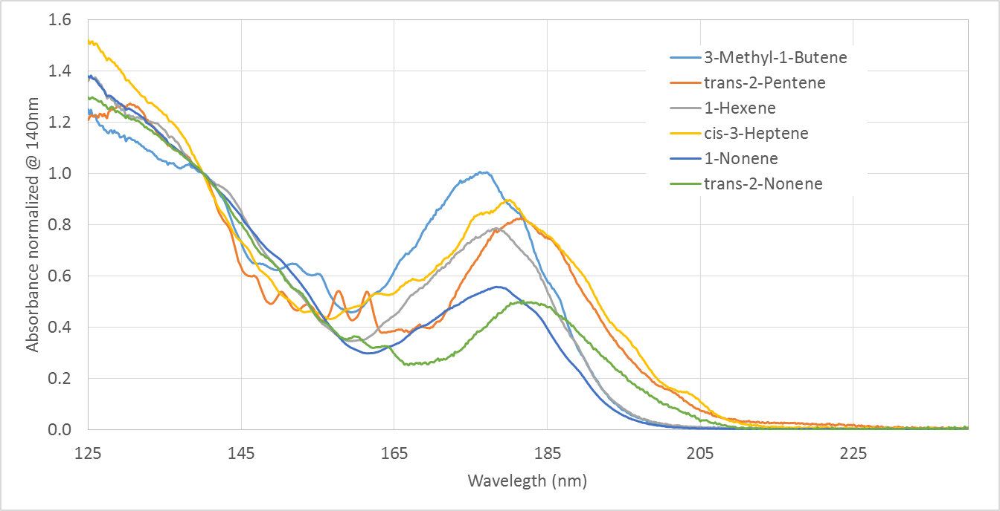 1.6
1.4
1.2
1.0
0.8
0.6
0.4
0.2
0.0
Absorbance normalized @ 140nm
3-Methyl-1-Butene
trans-2-Pentene
1-Hexene
cis-3-Heptene
1-Nonene
trans-2-Nonene
125 145 165 185 205 225
Wavelegth (nm)